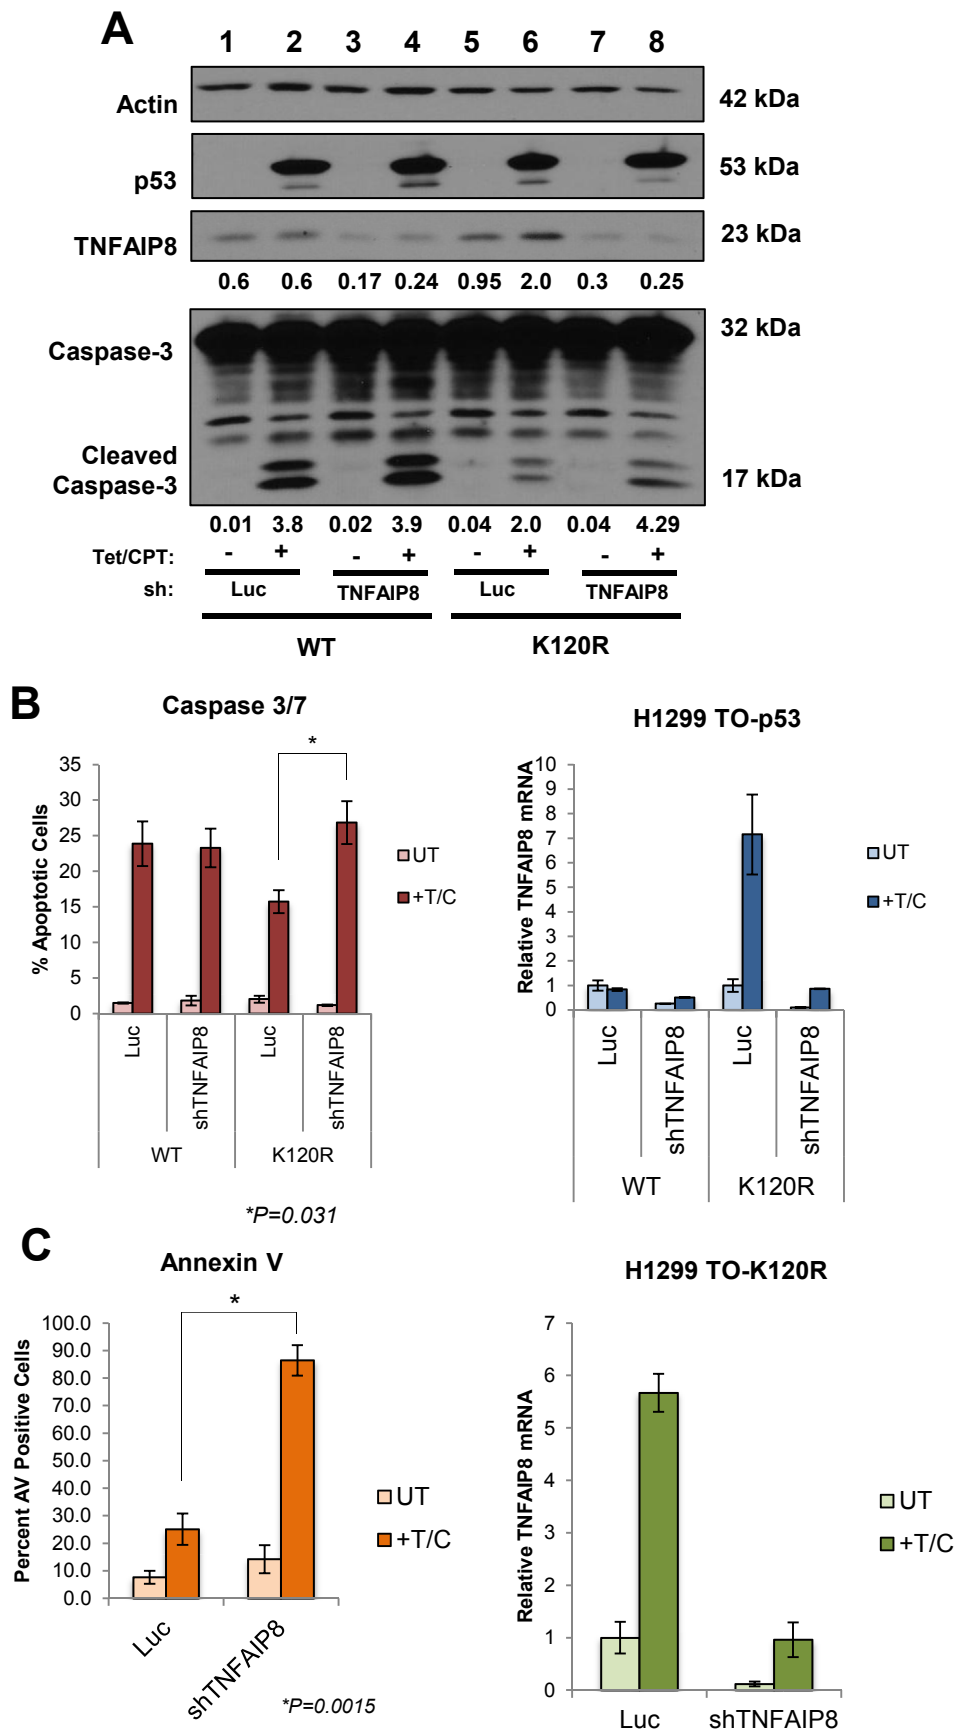 A
1 2 3 4 5 6 7 8
Actin
42 kDa
p53
53 kDa
TNFAIP8
23 kDa
0.6 0.6 0.17 0.24 0.95 2.0 0.3 0.25
32 kDa
Caspase-3
Cleaved
Caspase-3
17 kDa
0.01 3.8 0.02 3.9 0.04 2.0 0.04 4.29
Tet/CPT: - + - + - + - +
sh: Luc TNFAIP8 Luc TNFAIP8
WT K120R
B
Caspase 3/7
% Apoptotic Cells
35
30
25
20
15
10
5
0
*
UT
+T/C
Luc
shTNFAIP8
Luc
shTNFAIP8
WT K120R
*P=0.031
H1299 TO-p53
Relative TNFAIP8 mRNA
10
9
8
7
6
5
4
3
2
1
0
UT
+T/C
Luc
shTNFAIP8
Luc
shTNFAIP8
WT K120R
C
Annexin V
Percent AV Positive Cells
100.0
90.0
80.0
70.0
60.0
50.0
40.0
30.0
20.0
10.0
0.0
*
UT
+T/C
Luc
shTNFAIP8
*P=0.0015
H1299 TO-K120R
Relative TNFAIP8 mRNA
7
6
5
4
3
2
1
0
UT
+T/C
Luc shTNFAIP8